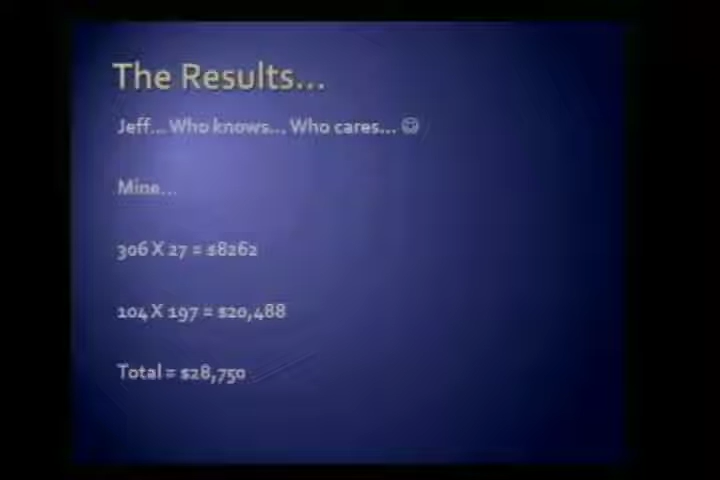 The Results...
Jeff... Who knows... Who cares... ☺
Mine...
306 X 27 = $8262
104 X 197 = $20,488
Total = $28,750